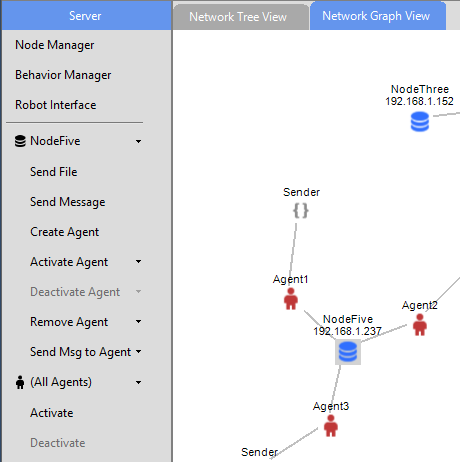 Server
Node Manager
Behavior Manager
Robot Interface
NodeFive
Send File
Send Message
Create Agent
Activate Agent
Deactivate Agent
Remove Agent
Send Msg to Agent
(All Agents)
Activate
Deactivate
Network Tree View
Network Graph View
NodeThree
192.168.1.152
Sender
{}
Agent1
Agent2
NodeFive
192.168.1.237
Agent3
Sender